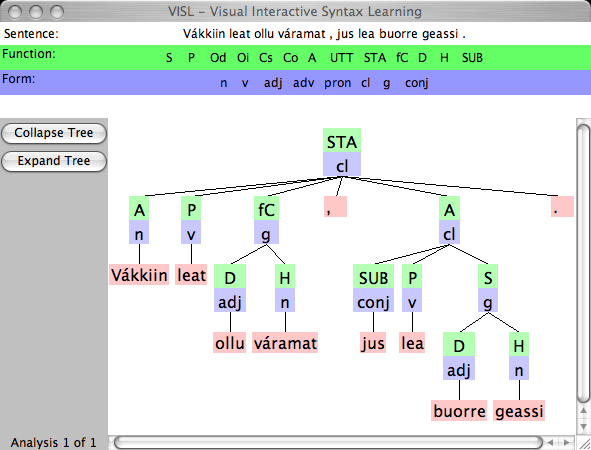 VISL – Visual Interactive Syntax Learning
Sentence: Vákkiin leat ollu váramat , jus lea buorre geassi .
Function: S P Od Oi Cs Co A UTT STA fC D H SUB
Form: n v adj adv pron cl g conj
Collapse Tree
Expand Tree
STA
cl
A P fC , A .
n v g cl
Vákkiin leat D H SUB P S
adj n conj v g
ollu váramat jus lea D H
adj n
buorre geassi
Analysis 1 of 1